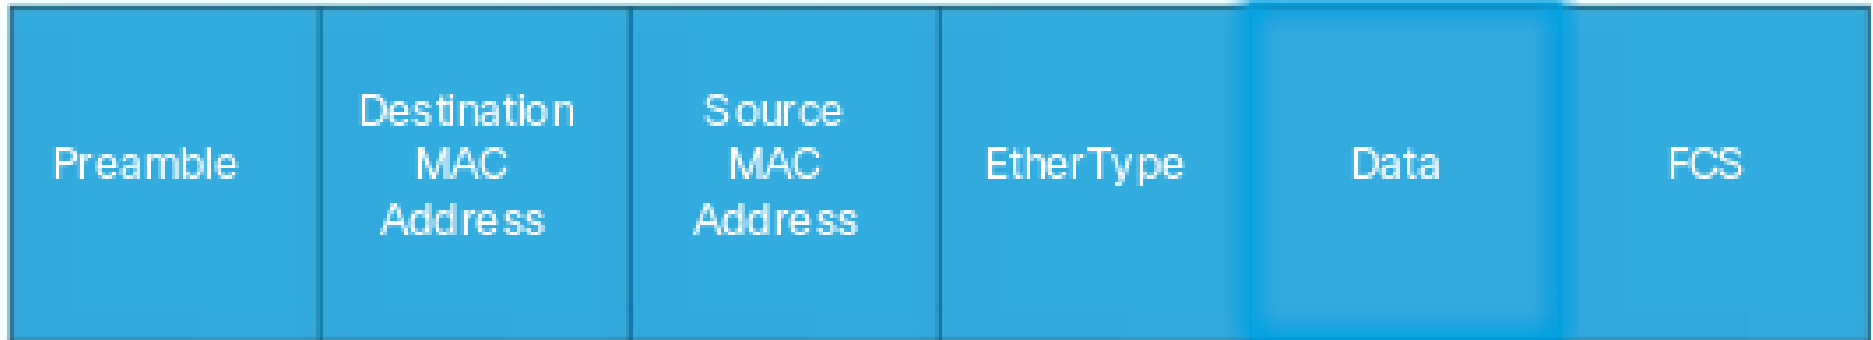 Preamble
Destination
MAC
Address
Source
MAC
Address
EtherType
Data
FCS